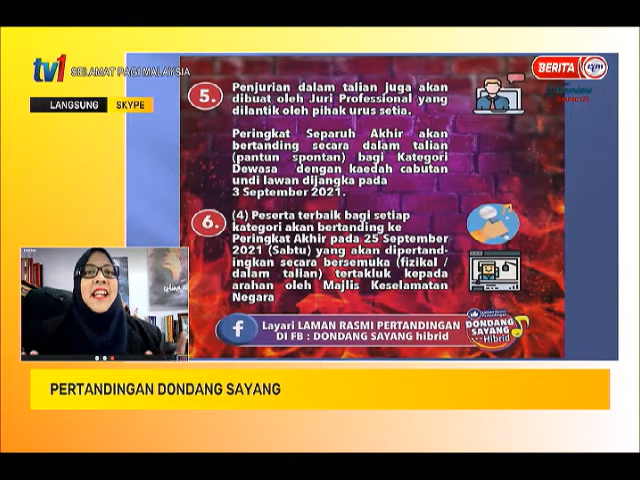 tv1 SELAMAT PAGI MALAYSIA
BERITA rtm
LANGSUNG SKYPE
5. Penjurian dalam talian juga akan
dibuat oleh Juri Professional yang
dilantik oleh pihak urus setia.
Peringkat Separuh Akhir akan
bertanding secara dalam talian
(pantun spontan) bagi Kategori
Dewasa dengan kaedah cabutan
undi lawan dijangka pada
3 September 2021.
6. (4) Peserta terbaik bagi setiap
kategori akan bertanding ke
Peringkat Akhir pada 25 September
2021 (Sabtu) yang akan dipertand-
ingkan secara bersemuka (fizikal /
dalam talian) tertakluk kepada
arahan oleh Majlis Keselamatan
Negara
f Layari LAMAN RASMI PERTANDINGAN
DI FB : DONDANG SAYANG hibrid
DONDANG
SAYANG
Hibrid
PERTANDINGAN DONDANG SAYANG